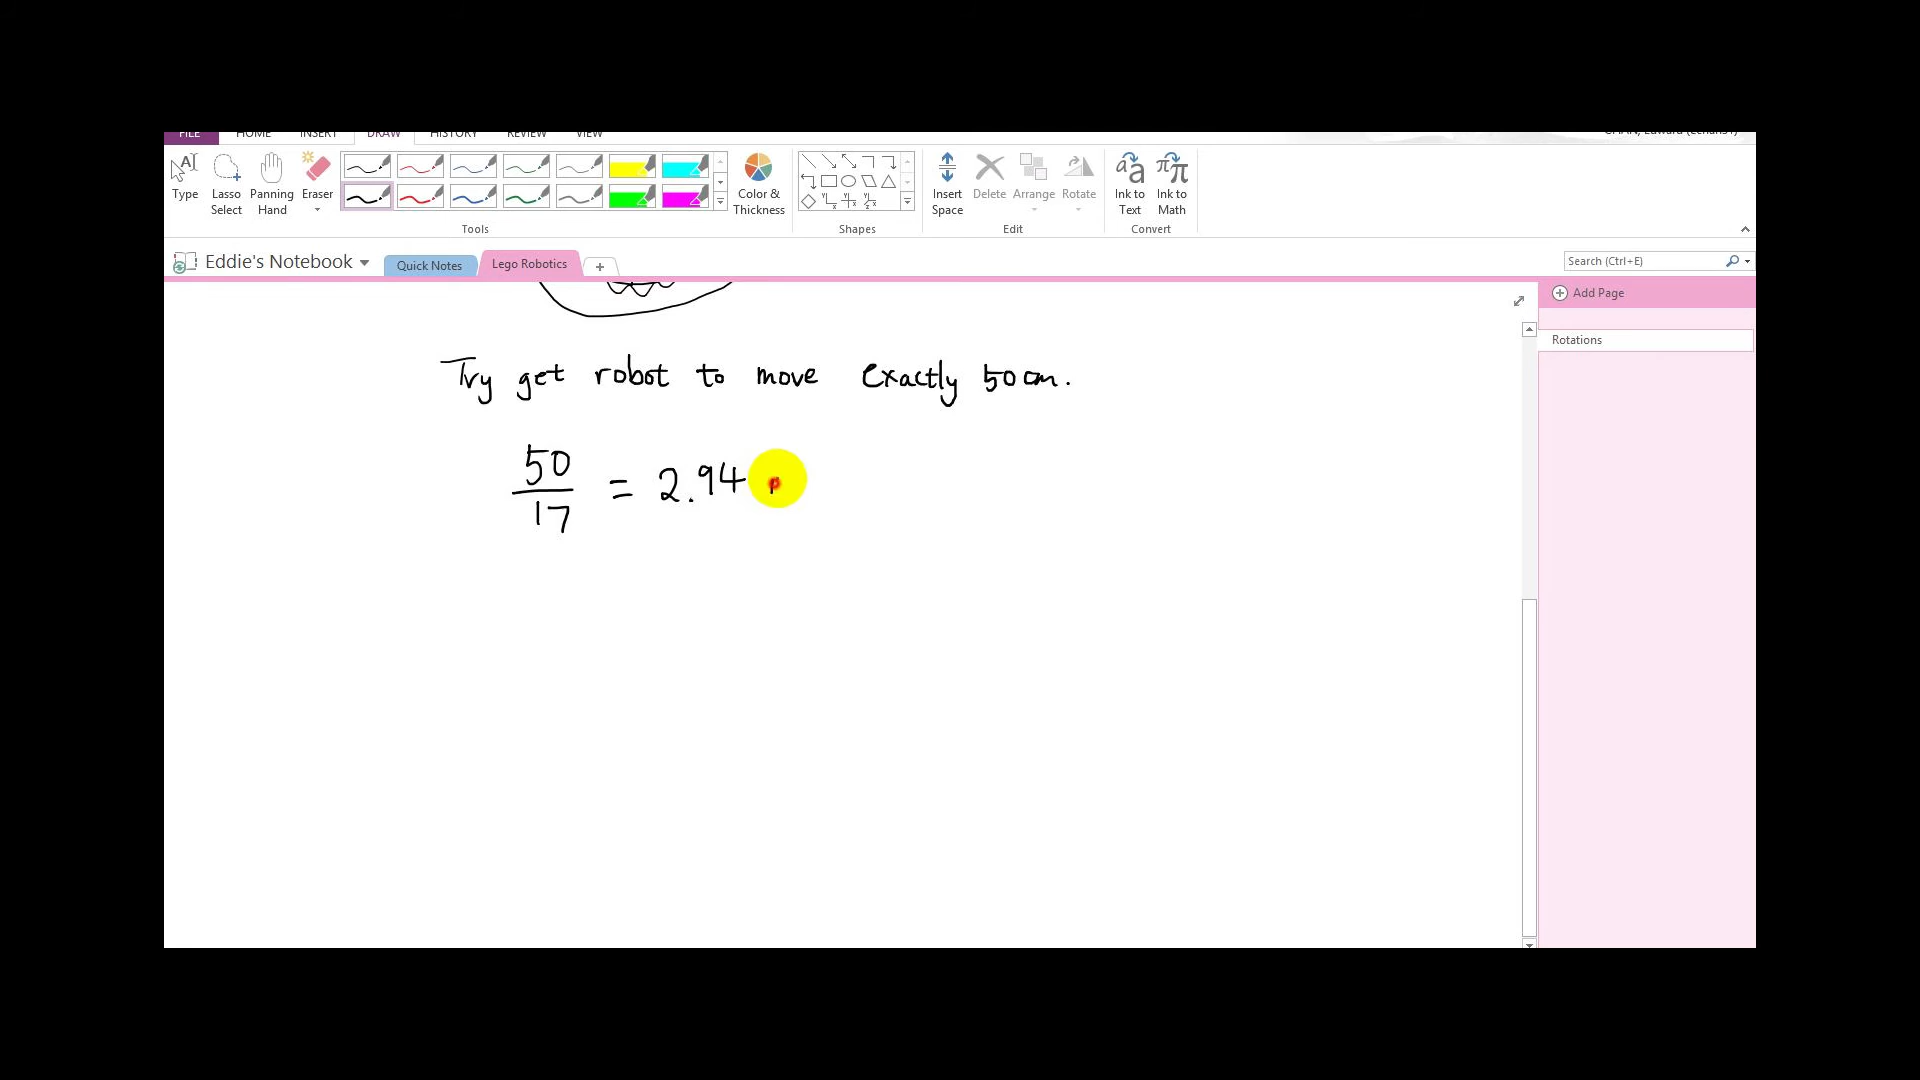 FILE HOME INSERT DRAW HISTORY REVIEW VIEW
Type Lasso Select Panning Hand Eraser Color & Thickness Insert Space Delete Arrange Rotate Ink to Text Ink to Math
Tools Shapes Edit Convert
Eddie's Notebook Quick Notes Lego Robotics Search (Ctrl+E)
Add Page
Rotations
Try get robot to move exactly 50cm.
50
= 2.94
17